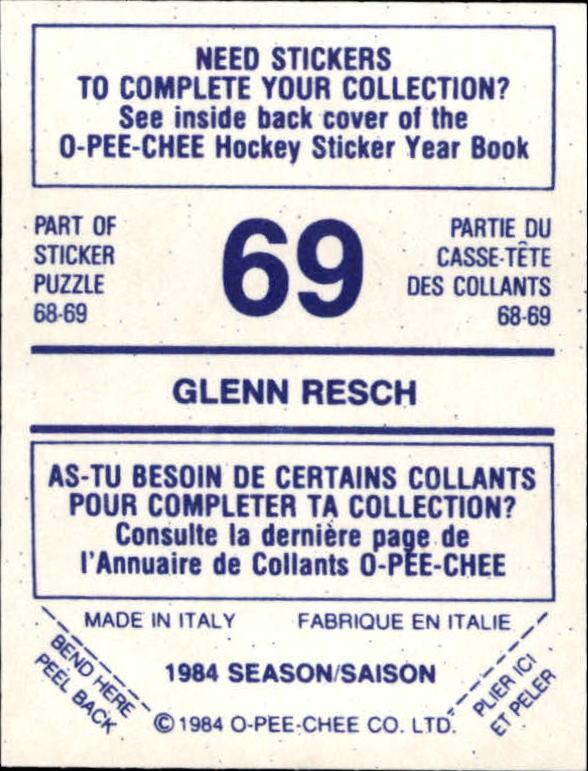 NEED STICKERS
TO COMPLETE YOUR COLLECTION?
See inside back cover of the
O-PEE-CHEE Hockey Sticker Year Book
PART OF
STICKER
PUZZLE
68-69
69
PARTIE DU
CASSE-TÊTE
DES COLLANTS
68-69
GLENN RESCH
AS-TU BESOIN DE CERTAINS COLLANTS
POUR COMPLETER TA COLLECTION?
Consulte la dernière page de
l'Annuaire de Collants O-PEE-CHEE
MADE IN ITALY FABRIQUE EN ITALIE
BEND HERE
PEEL BACK
1984 SEASON/SAISON
PLIER ICI
ET PELER
© 1984 O-PEE-CHEE CO. LTD.